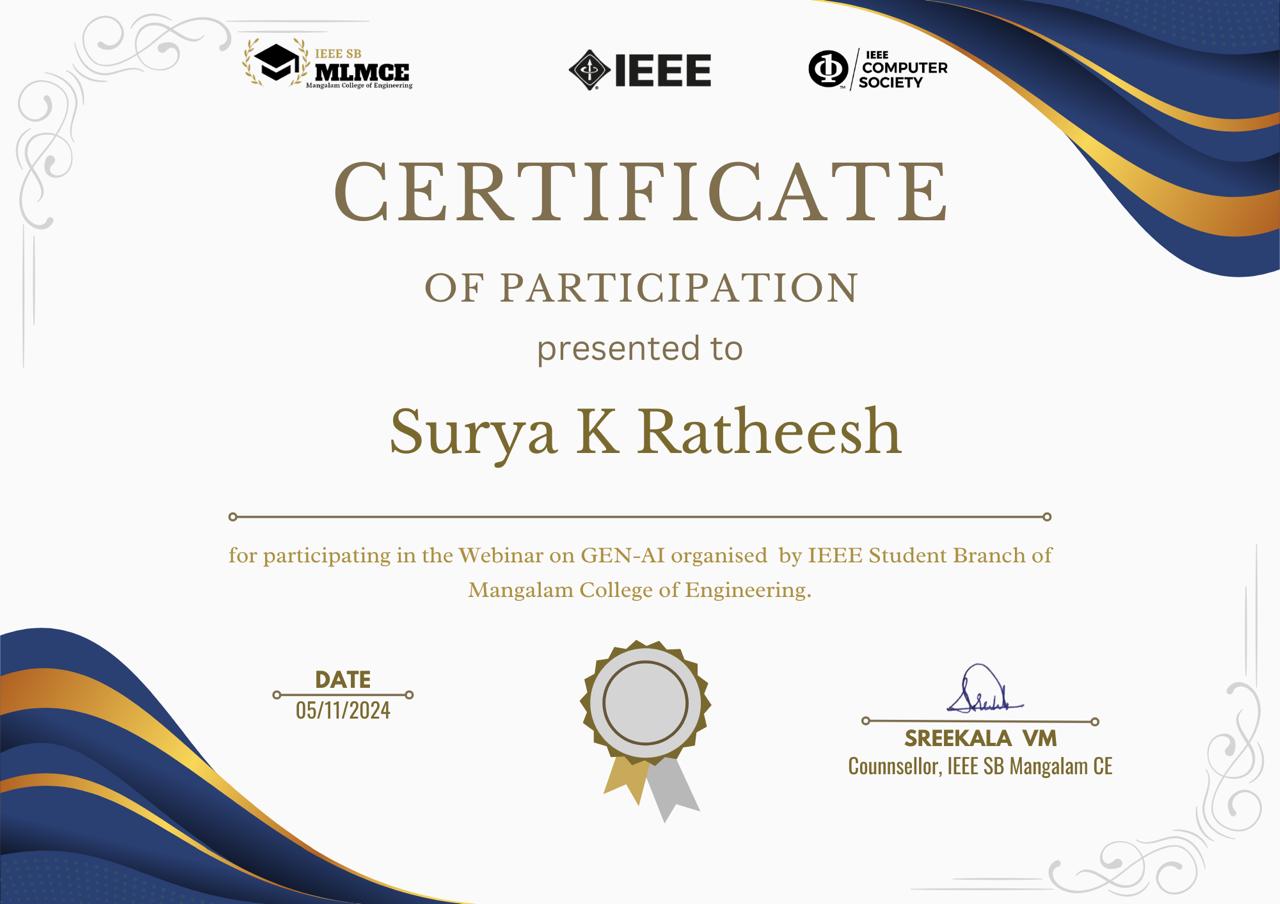 IEEE SB
MLMCE
Mangalam College of Engineering
IEEE
IEEE
COMPUTER
SOCIETY
TM
CERTIFICATE
OF PARTICIPATION
presented to
Surya K Ratheesh
for participating in the Webinar on GEN-AI organised  by IEEE Student Branch of
Mangalam College of Engineering.
DATE
05/11/2024
SREEKALA  VM
Counnsellor, IEEE SB Mangalam CE